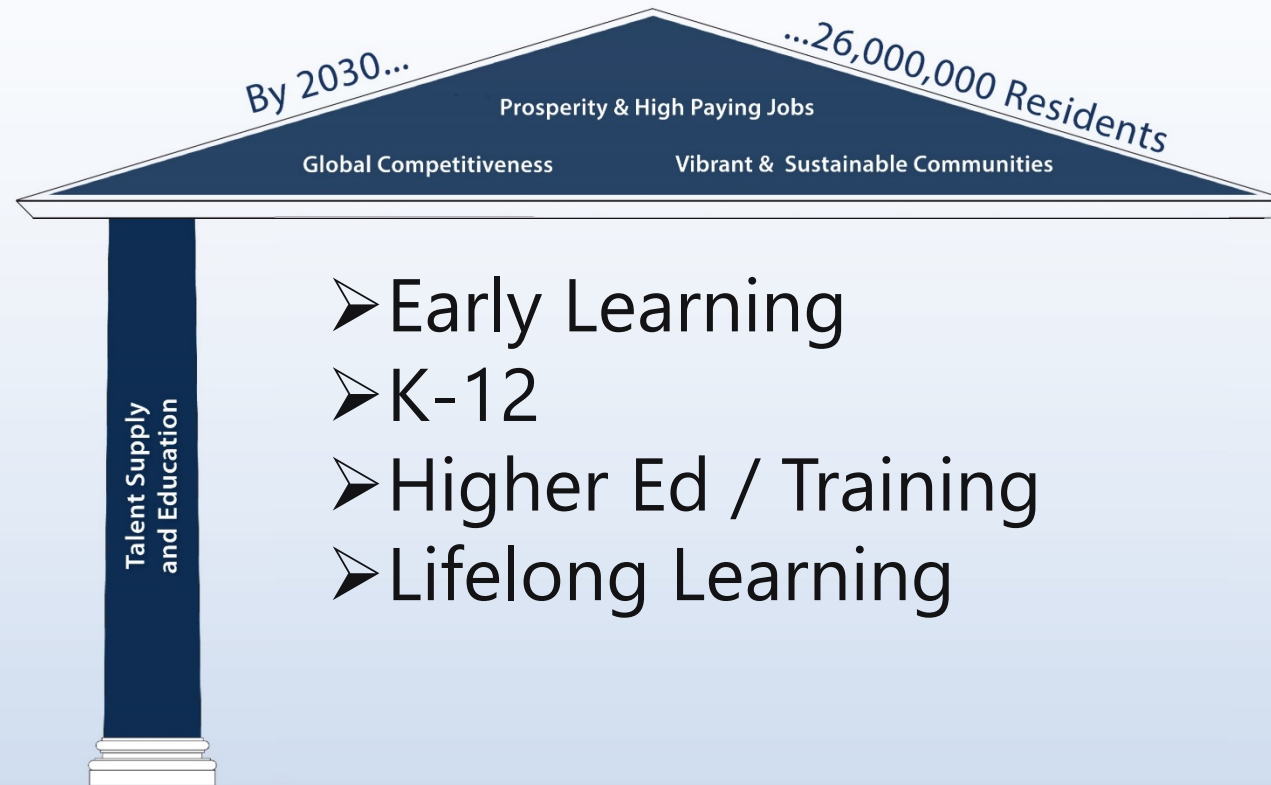 By 2030...
...26,000,000 Residents
Prosperity & High Paying Jobs
Global Competitiveness
Vibrant & Sustainable Communities
Talent Supply
and Education
➢Early Learning
➢K-12
➢Higher Ed / Training
➢Lifelong Learning